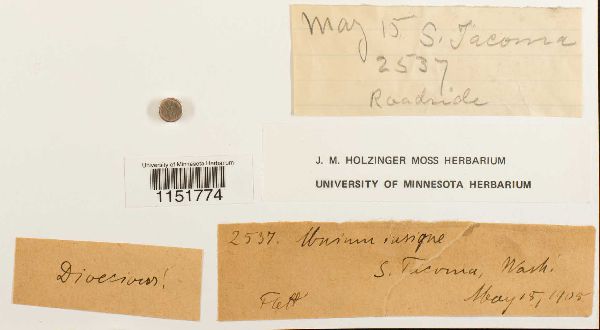 May 15 S. Tacoma
2537
Roadside
University of Minnesota Herbarium
1151774
J. M. HOLZINGER MOSS HERBARIUM
UNIVERSITY OF MINNESOTA HERBARIUM
2537. Mnium insigne
S. Tacoma, Wash.
Flett May 15, 1905
Dioecious!